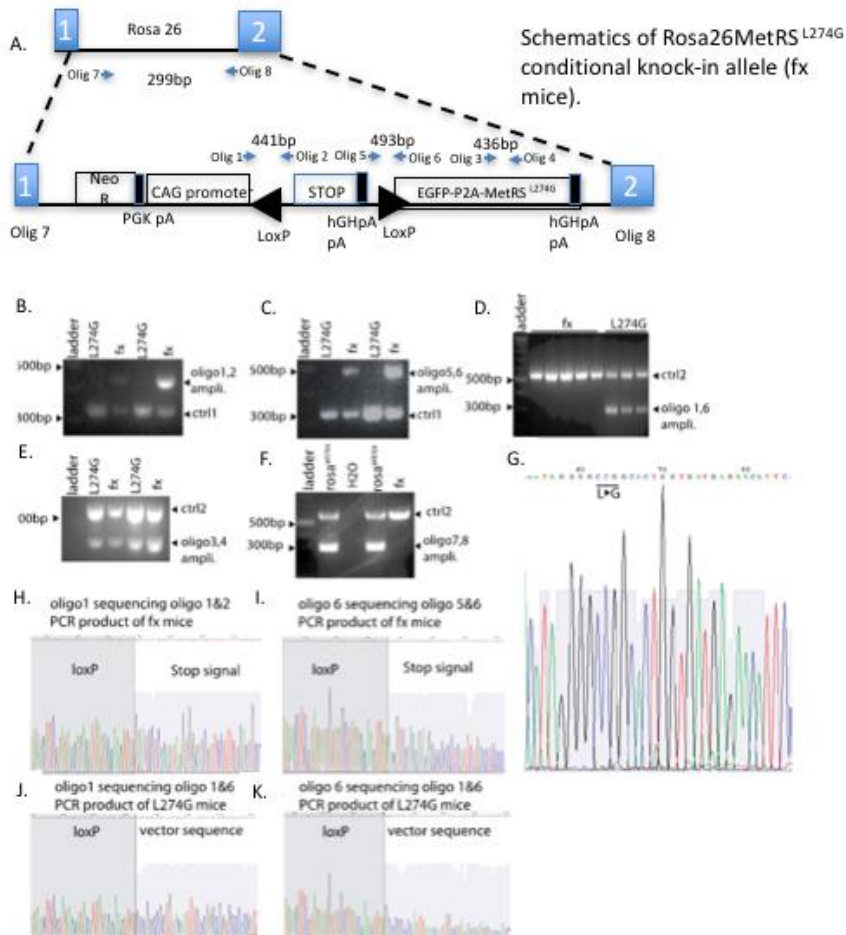 A.
Rosa 26
1
2
Olig 7
299bp
Olig 8
Schematics of Rosa26MetRS L274G
conditional knock-in allele (fx
mice).
441bp
493bp
436bp
Olig 1
Olig 2
Olig 5
Olig 6
Olig 3
Olig 4
1
Neo
R
CAG promoter
STOP
EGFP-P2A-MetRS L274G
2
Olig 7
PGK pA
LoxP
hGHpA
pA
LoxP
hGHpA
pA
Olig 8
B.
ladder
L274G
fx
L274G
fx
500bp
oligo1,2
ampli.
300bp
ctrl1
C.
ladder
L274G
fx
L274G
fx
500bp
oligo5,6
ampli.
300bp
ctrl1
D.
ladder
fx
L274G
500bp
ctrl2
300bp
oligo 1,6
ampli.
E.
ladder
L274G
fx
L274G
fx
00bp
ctrl2
oligo3,4
ampli.
F.
ladder
H2O
fx
500bp
ctrl2
300bp
oligo7,8
ampli.
G.
L▸G
H.
oligo1 sequencing oligo 1&2
PCR product of fx mice
loxP
Stop signal
I.
oligo 6 sequencing oligo 5&6
PCR product of fx mice
loxP
Stop signal
J.
oligo1 sequencing oligo 1&6
PCR product of L274G mice
loxP
vector sequence
K.
oligo 6 sequencing oligo 1&6
PCR product of L274G mice
loxP
vector sequence